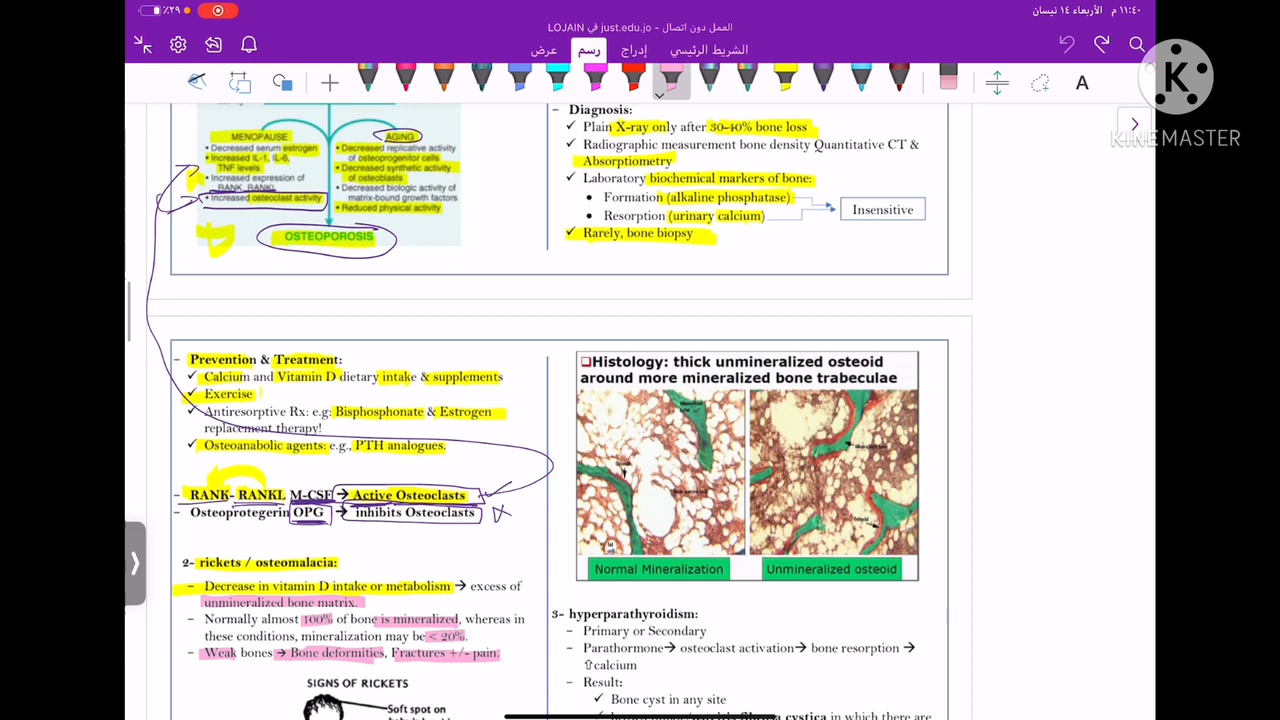 ١١:٤٠ م الأربعاء ١٤ نيسان
٪٢٩
العمل دون اتصال - just.edu.jo في LOJAIN
الشريط الرئيسي إدراج رسم عرض
A
K
KINEMASTER
MENOPAUSE
• Decreased serum estrogen
• Increased IL-1, IL-6,
TNF levels
• Increased expression of
RANK, RANKL
• Increased osteoclast activity
AGING
• Decreased replicative activity
of osteoprogenitor cells
• Decreased synthetic activity
of osteoblasts
• Decreased biologic activity of
matrix-bound growth factors
• Reduced physical activity
OSTEOPOROSIS
– Diagnosis:
✓ Plain X-ray only after 30-40% bone loss
✓ Radiographic measurement bone density Quantitative CT &
Absorptiometry
✓ Laboratory biochemical markers of bone:
• Formation (alkaline phosphatase)
• Resorption (urinary calcium)
Insensitive
✓ Rarely, bone biopsy
– Prevention & Treatment:
✓ Calcium and Vitamin D dietary intake & supplements
✓ Exercise
✓ Antiresorptive Rx: e.g: Bisphosphonate & Estrogen
replacement therapy!
✓ Osteoanabolic agents: e.g., PTH analogues.
– RANK- RANKL M-CSF → Active Osteoclasts
– Osteoprotegerin OPG → inhibits Osteoclasts
2- rickets / osteomalacia:
– Decrease in vitamin D intake or metabolism → excess of
unmineralized bone matrix.
– Normally almost 100% of bone is mineralized, whereas in
these conditions, mineralization may be < 20%.
– Weak bones → Bone deformities, Fractures +/- pain.
SIGNS OF RICKETS
Soft spot on
❑Histology: thick unmineralized osteoid
around more mineralized bone trabeculae
Normal Mineralization
Unmineralized osteoid
3- hyperparathyroidism:
– Primary or Secondary
– Parathormone→ osteoclast activation→ bone resorption →
⇧calcium
– Result:
✓ Bone cyst in any site
fibrosa cystica in which there are